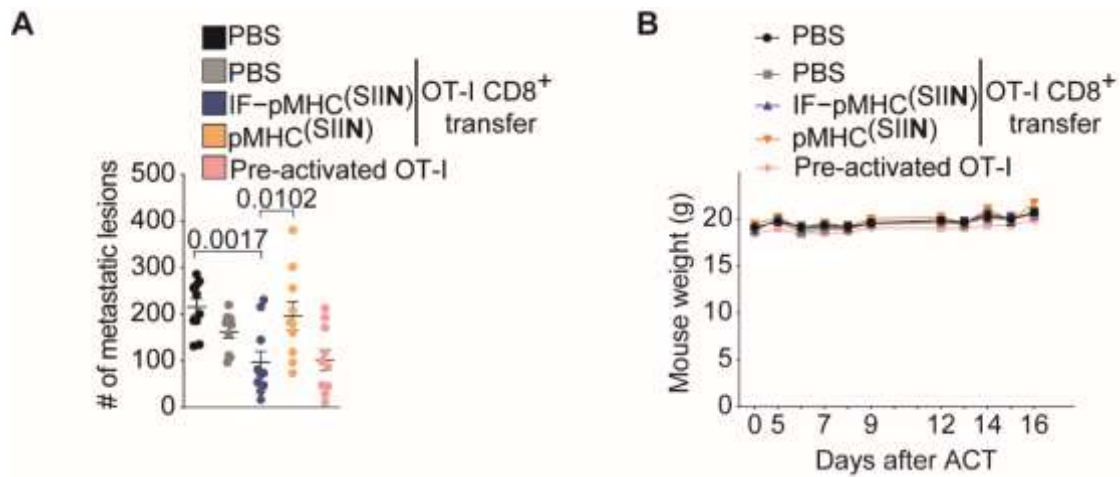 A
PBS
PBS
IF–pMHC(SIIN)
pMHC(SIIN)
Pre-activated OT-I
OT-I CD8+
transfer
# of metastatic lesions
500
400
300
200
100
0
0.0102
0.0017
B
PBS
PBS
IF–pMHC(SIIN)
pMHC(SIIN)
Pre-activated OT-I
OT-I CD8+
transfer
Mouse weight (g)
20
15
10
5
0
0 5 7 9 12 14 16
Days after ACT